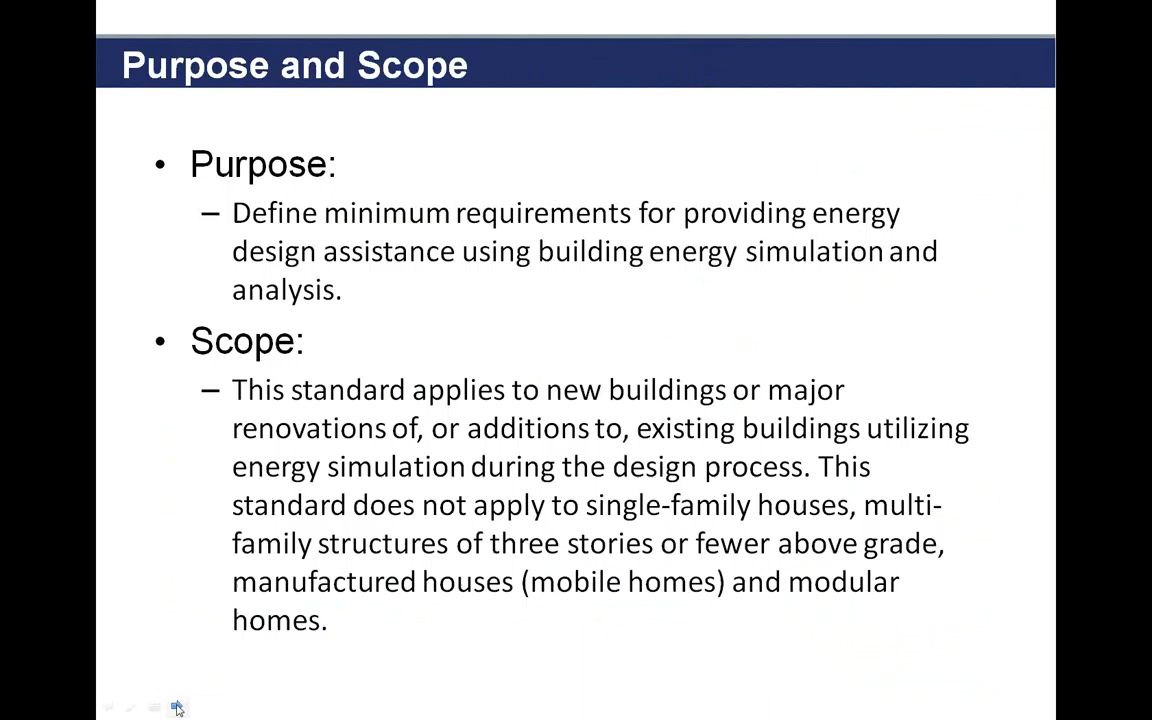 Purpose and Scope
• Purpose:
– Define minimum requirements for providing energy
design assistance using building energy simulation and
analysis.
• Scope:
– This standard applies to new buildings or major
renovations of, or additions to, existing buildings utilizing
energy simulation during the design process. This
standard does not apply to single-family houses, multi-
family structures of three stories or fewer above grade,
manufactured houses (mobile homes) and modular
homes.